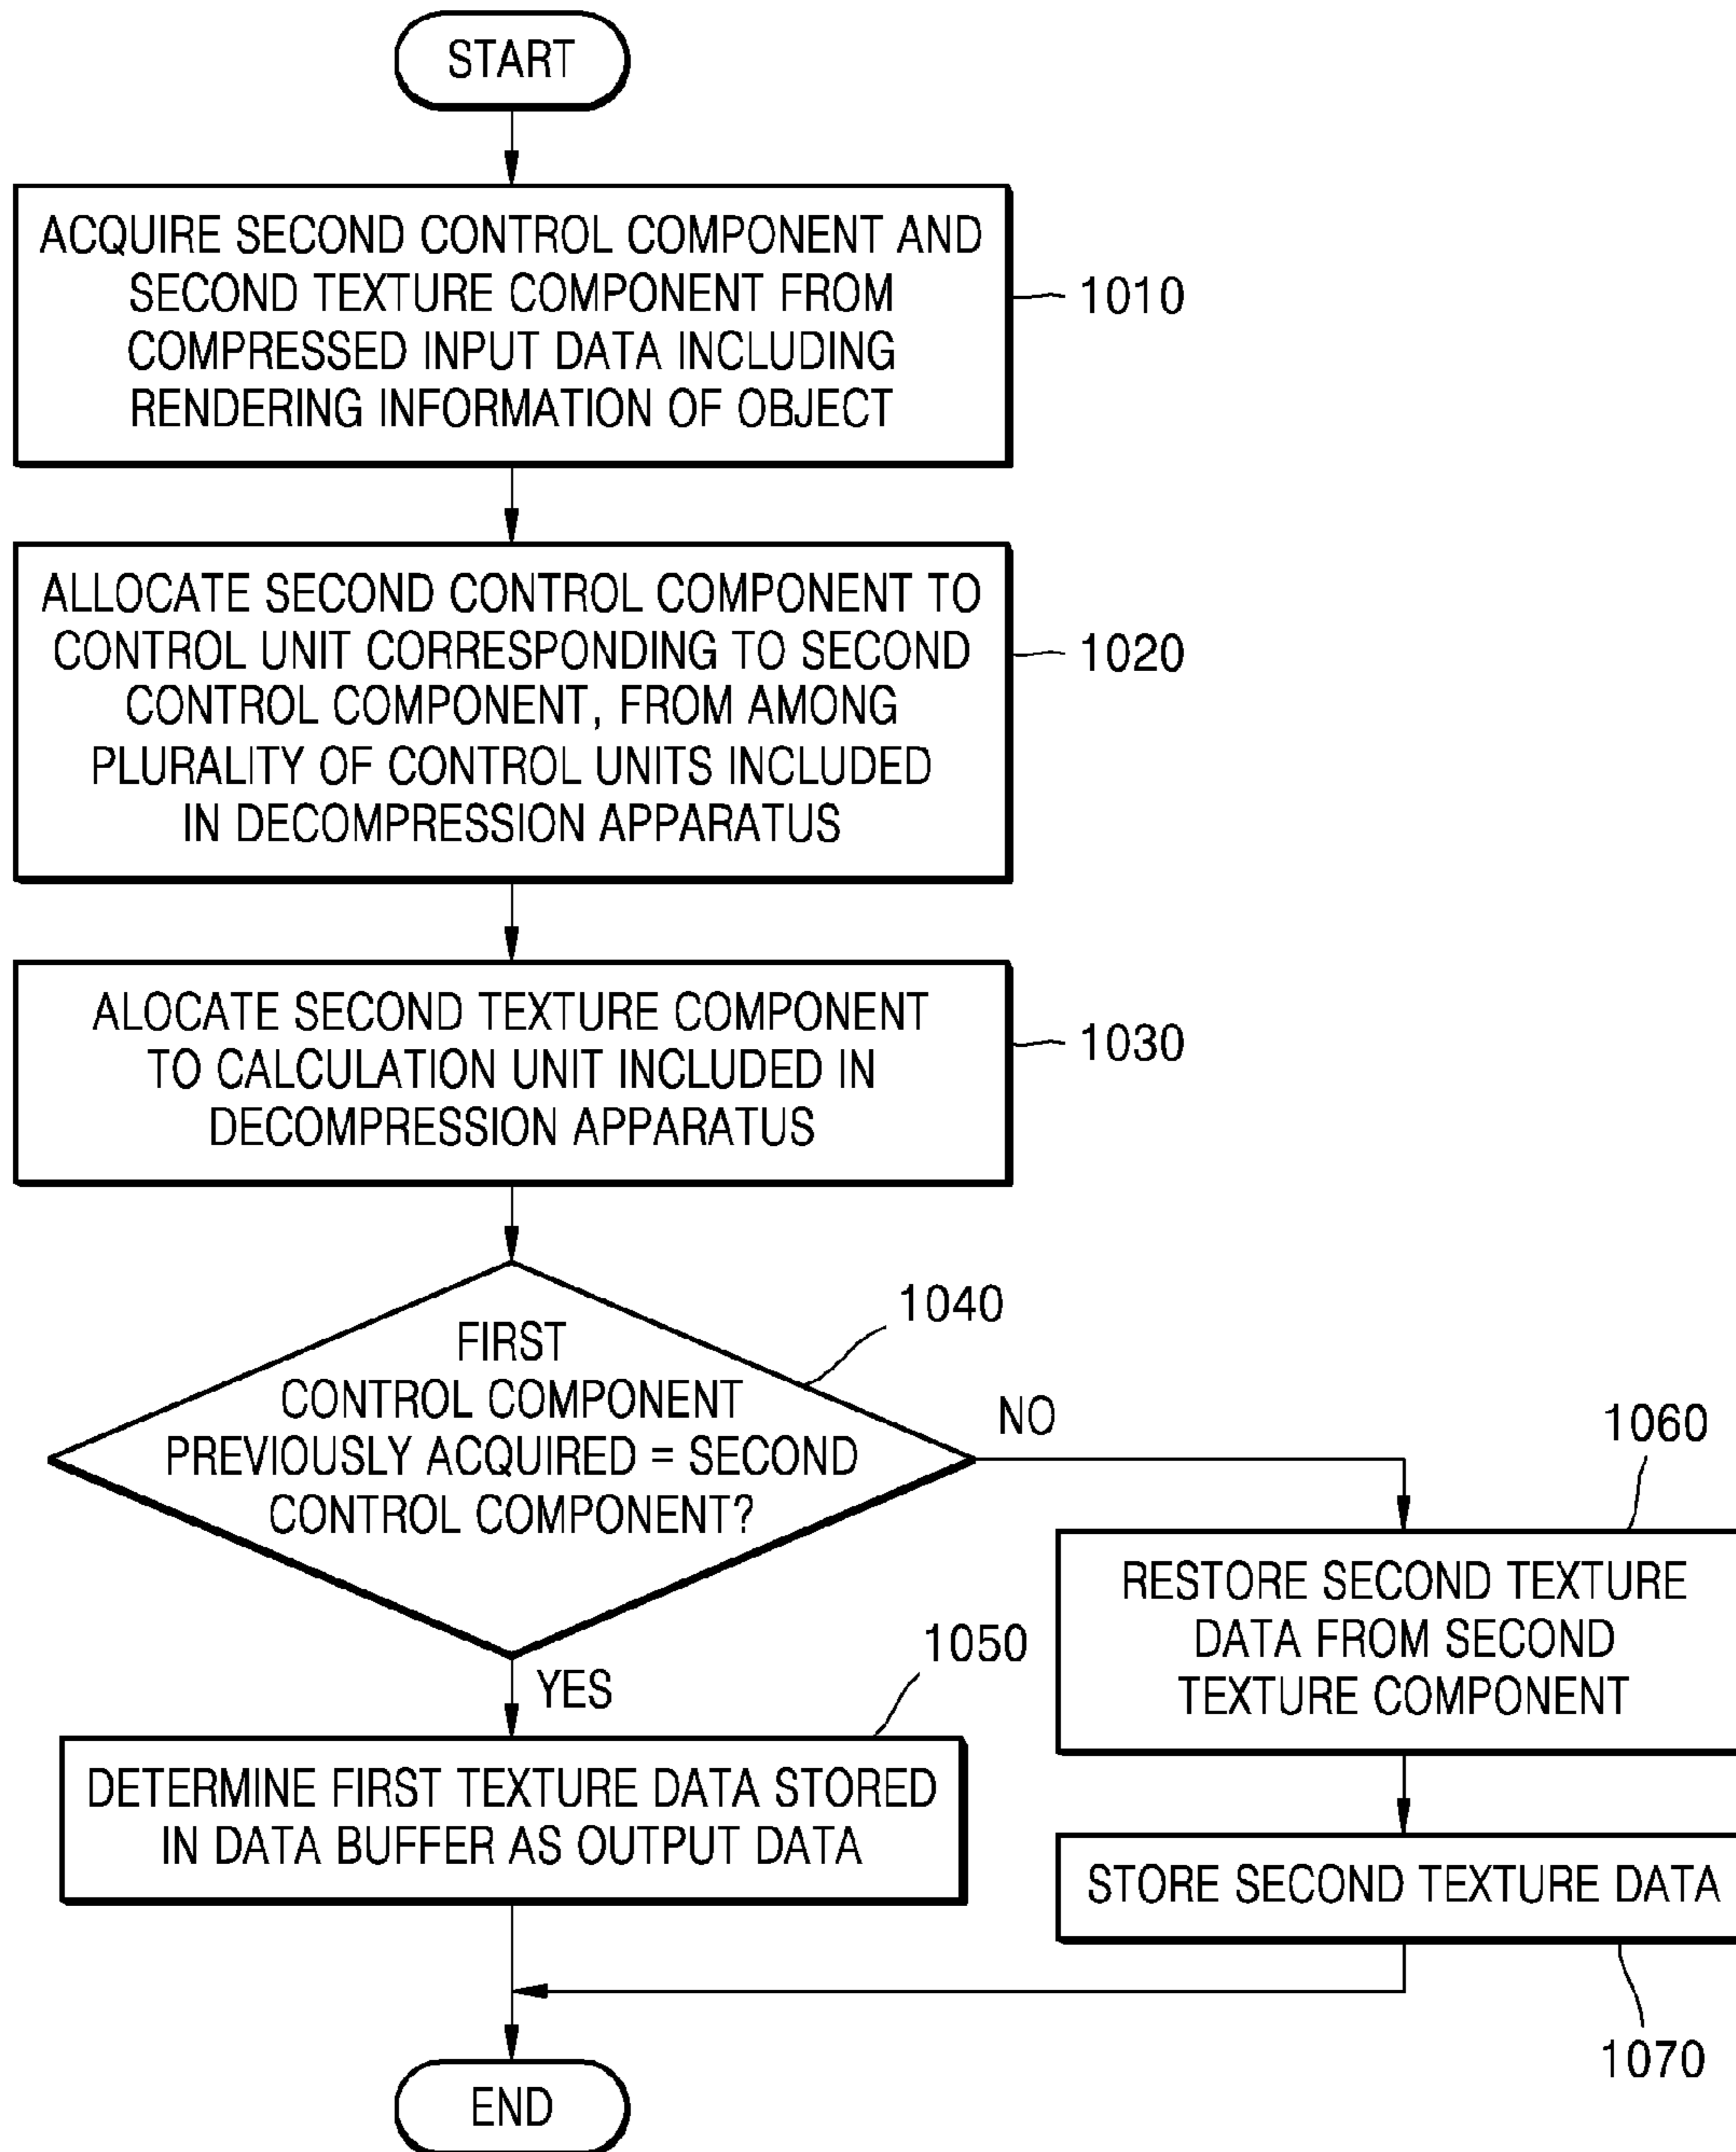 START
ACQUIRE SECOND CONTROL COMPONENT AND
SECOND TEXTURE COMPONENT FROM
COMPRESSED INPUT DATA INCLUDING
RENDERING INFORMATION OF OBJECT
1010
ALLOCATE SECOND CONTROL COMPONENT TO
CONTROL UNIT CORRESPONDING TO SECOND
CONTROL COMPONENT, FROM AMONG
PLURALITY OF CONTROL UNITS INCLUDED
IN DECOMPRESSION APPARATUS
1020
ALOCATE SECOND TEXTURE COMPONENT
TO CALCULATION UNIT INCLUDED IN
DECOMPRESSION APPARATUS
1030
1040
FIRST
CONTROL COMPONENT
PREVIOUSLY ACQUIRED = SECOND
CONTROL COMPONENT?
NO
YES
1050
DETERMINE FIRST TEXTURE DATA STORED
IN DATA BUFFER AS OUTPUT DATA
1060
RESTORE SECOND TEXTURE
DATA FROM SECOND
TEXTURE COMPONENT
STORE SECOND TEXTURE DATA
1070
END